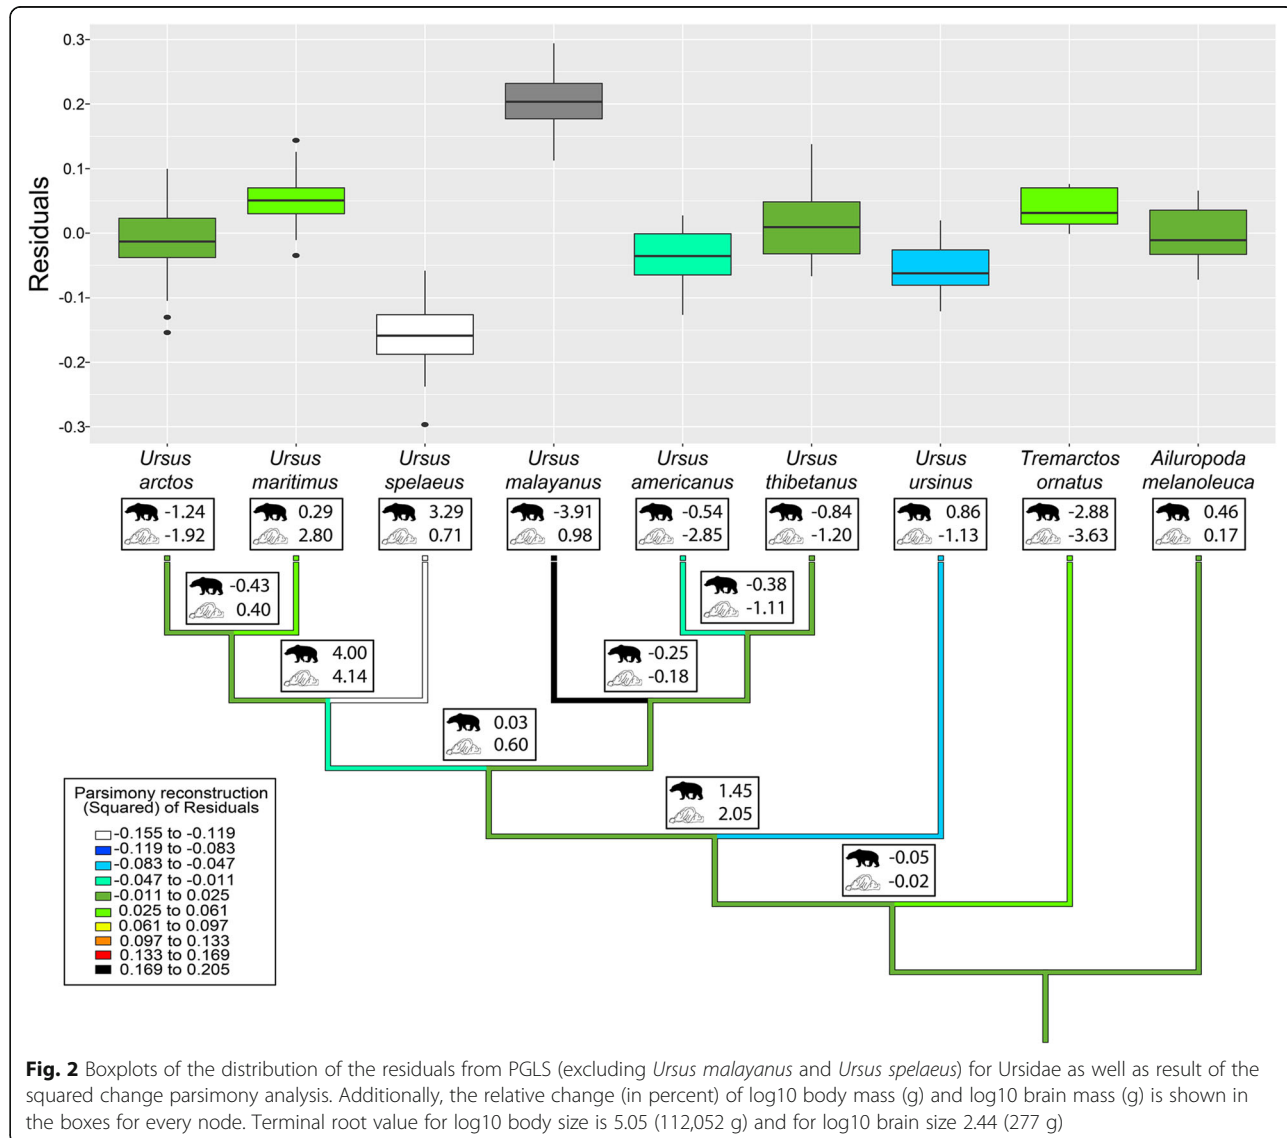 Residuals
0.3
0.2
0.1
0.0
-0.1
-0.2
-0.3
Ursus arctos
Ursus maritimus
Ursus spelaeus
Ursus malayanus
Ursus americanus
Ursus thibetanus
Ursus ursinus
Tremarctos ornatus
Ailuropoda melanoleuca
-1.24
-1.92
0.29
2.80
3.29
0.71
-3.91
0.98
-0.54
-2.85
-0.84
-1.20
0.86
-1.13
-2.88
-3.63
0.46
0.17
-0.43
0.40
-0.38
-1.11
4.00
4.14
-0.25
-0.18
0.03
0.60
1.45
2.05
-0.05
-0.02
Parsimony reconstruction
(Squared) of Residuals
-0.155 to -0.119
-0.119 to -0.083
-0.083 to -0.047
-0.047 to -0.011
-0.011 to 0.025
0.025 to 0.061
0.061 to 0.097
0.097 to 0.133
0.133 to 0.169
0.169 to 0.205
Fig. 2 Boxplots of the distribution of the residuals from PGLS (excluding Ursus malayanus and Ursus spelaeus) for Ursidae as well as result of the
squared change parsimony analysis. Additionally, the relative change (in percent) of log10 body mass (g) and log10 brain mass (g) is shown in
the boxes for every node. Terminal root value for log10 body size is 5.05 (112,052 g) and for log10 brain size 2.44 (277 g)